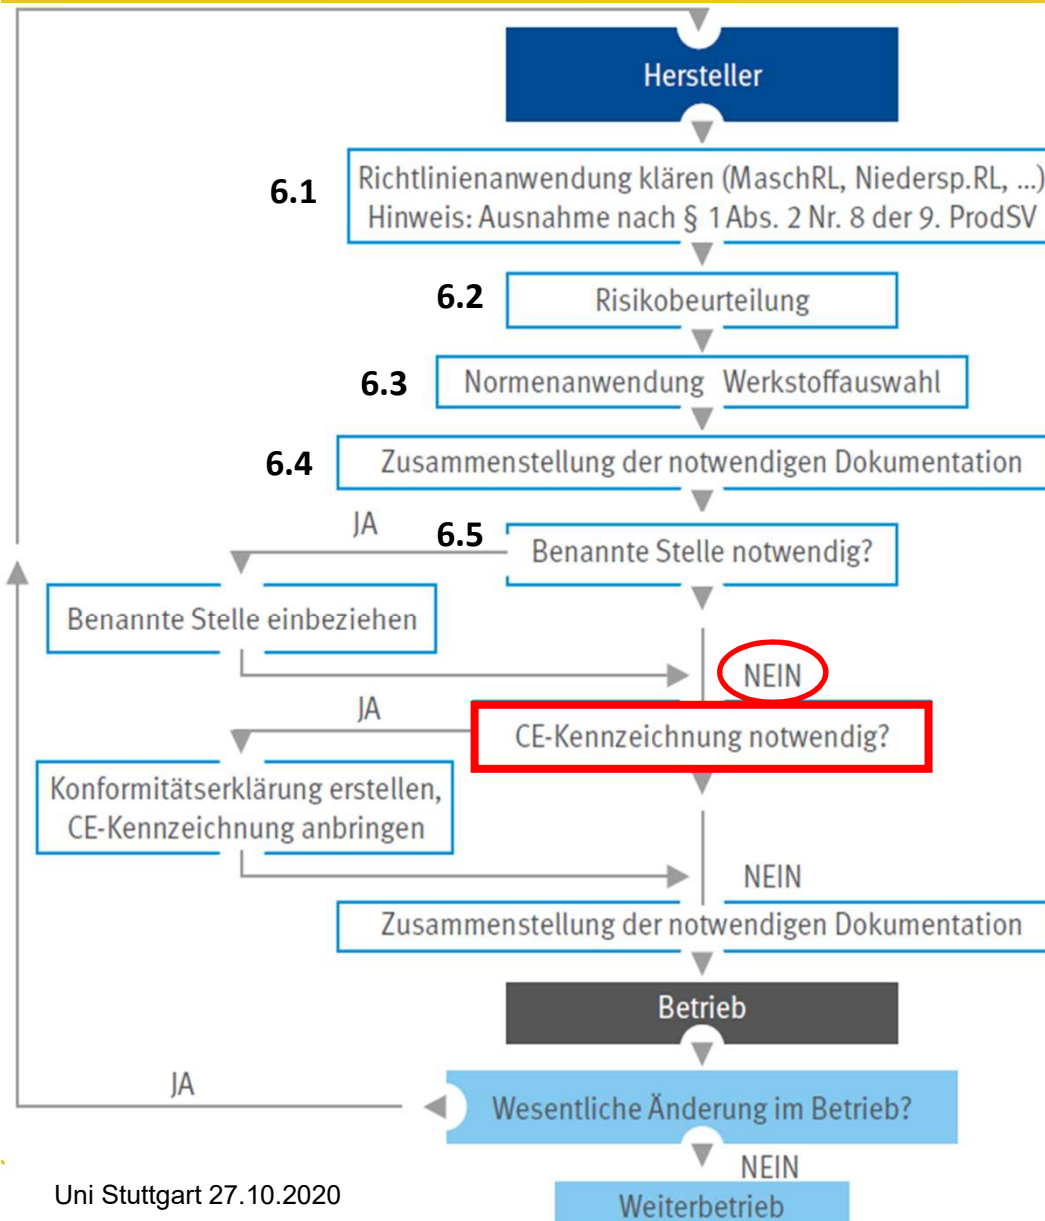 Hersteller
6.1
Richtlinienanwendung klären (MaschRL, Niedersp.RL, ...)
Hinweis: Ausnahme nach § 1 Abs. 2 Nr. 8 der 9. ProdSV
6.2
Risikobeurteilung
6.3
Normenanwendung Werkstoffauswahl
6.4
Zusammenstellung der notwendigen Dokumentation
JA
6.5
Benannte Stelle notwendig?
Benannte Stelle einbeziehen
NEIN
JA
CE-Kennzeichnung notwendig?
Konformitätserklärung erstellen,
CE-Kennzeichnung anbringen
NEIN
Zusammenstellung der notwendigen Dokumentation
Betrieb
JA
Wesentliche Änderung im Betrieb?
NEIN
Weiterbetrieb
Uni Stuttgart 27.10.2020